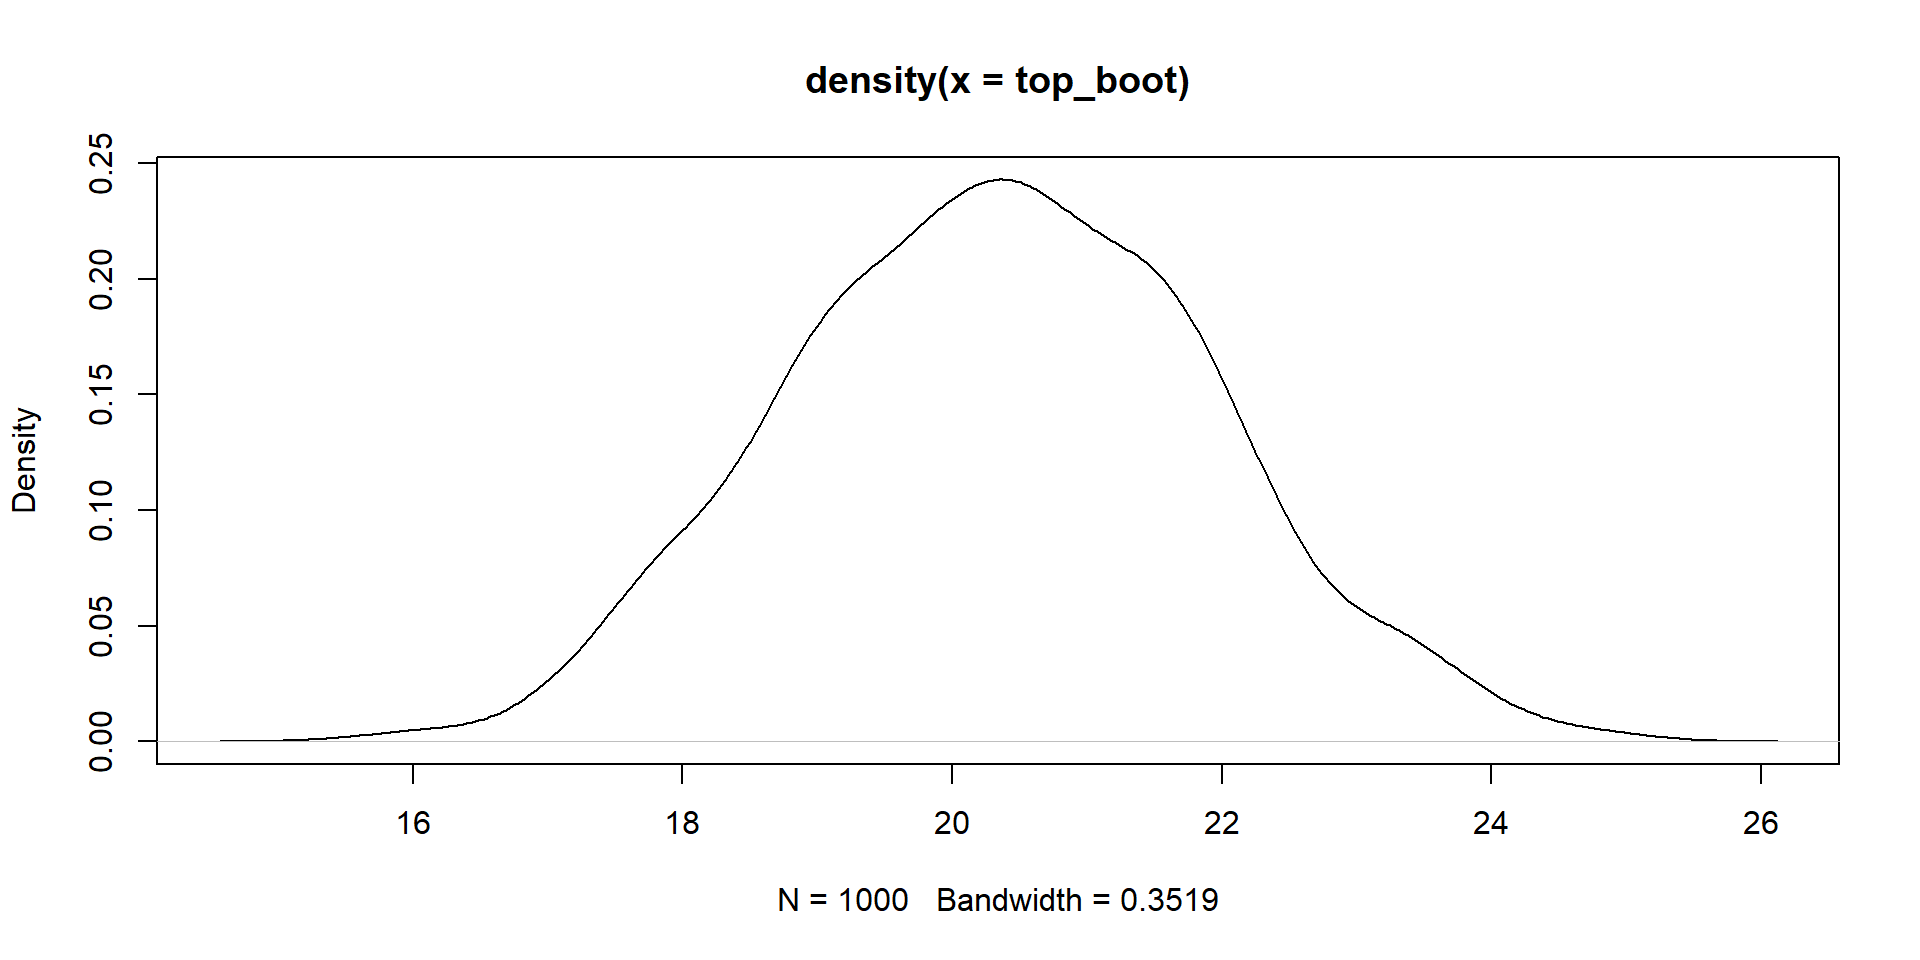 density(x = top_boot)
Density
0.25
0.20
0.15
0.10
0.05
0.00
16 18 20 22 24 26
N = 1000 Bandwidth = 0.3519